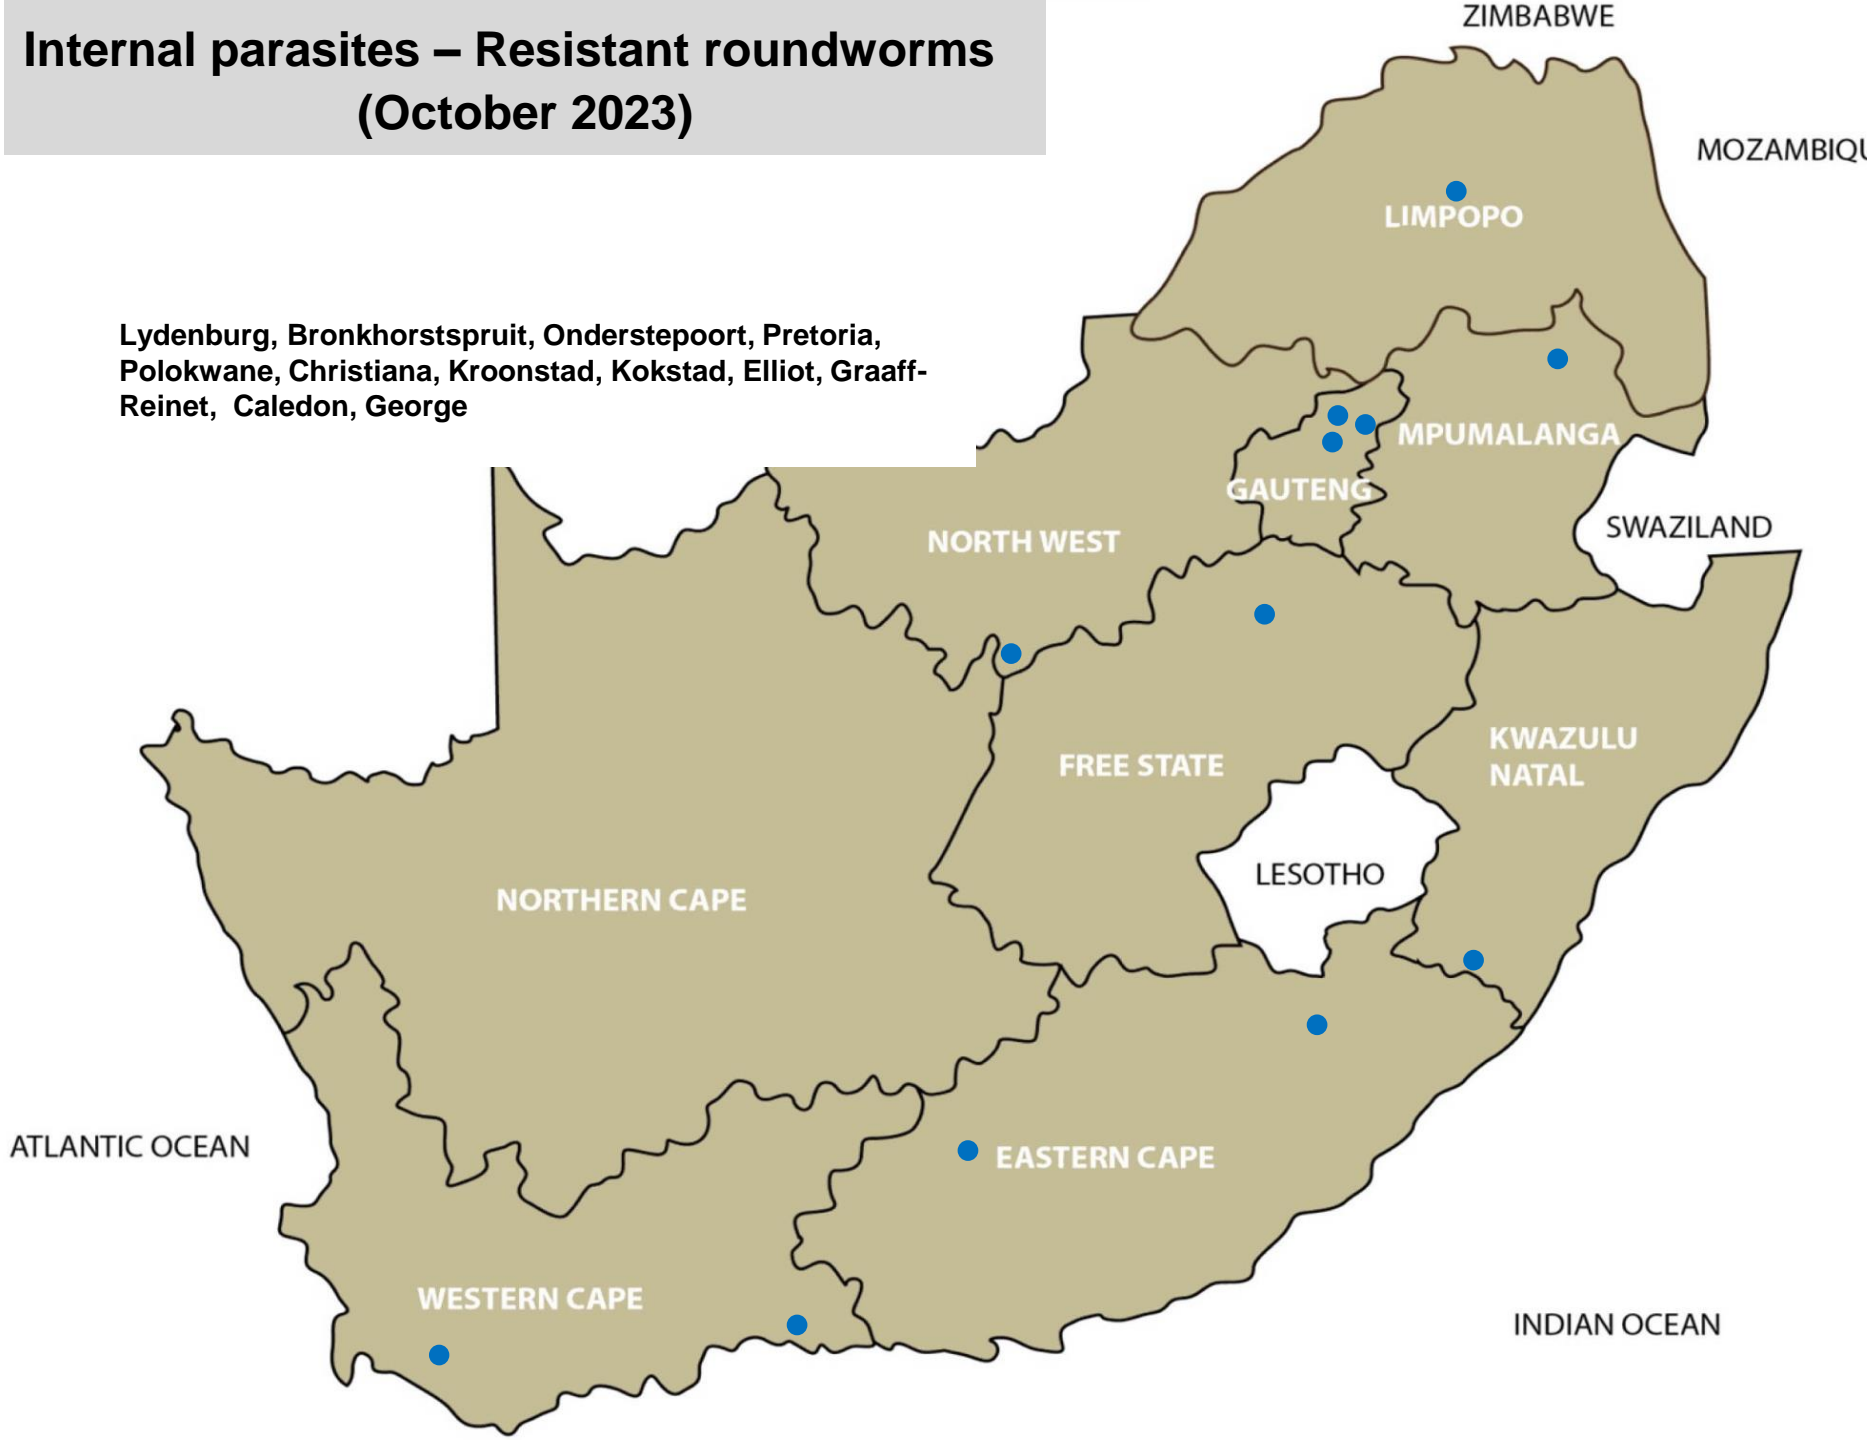 Internal parasites – Resistant roundworms
(October 2023)
ZIMBABWE
MOZAMBIQU
LIMPOPO
Lydenburg, Bronkhorstspruit, Onderstepoort, Pretoria,
Polokwane, Christiana, Kroonstad, Kokstad, Elliot, Graaff-
Reinet, Caledon, George
MPUMALANGA
GAUTENG
NORTH WEST
SWAZILAND
KWAZULU
NATAL
FREE STATE
LESOTHO
NORTHERN CAPE
ATLANTIC OCEAN
EASTERN CAPE
WESTERN CAPE
INDIAN OCEAN